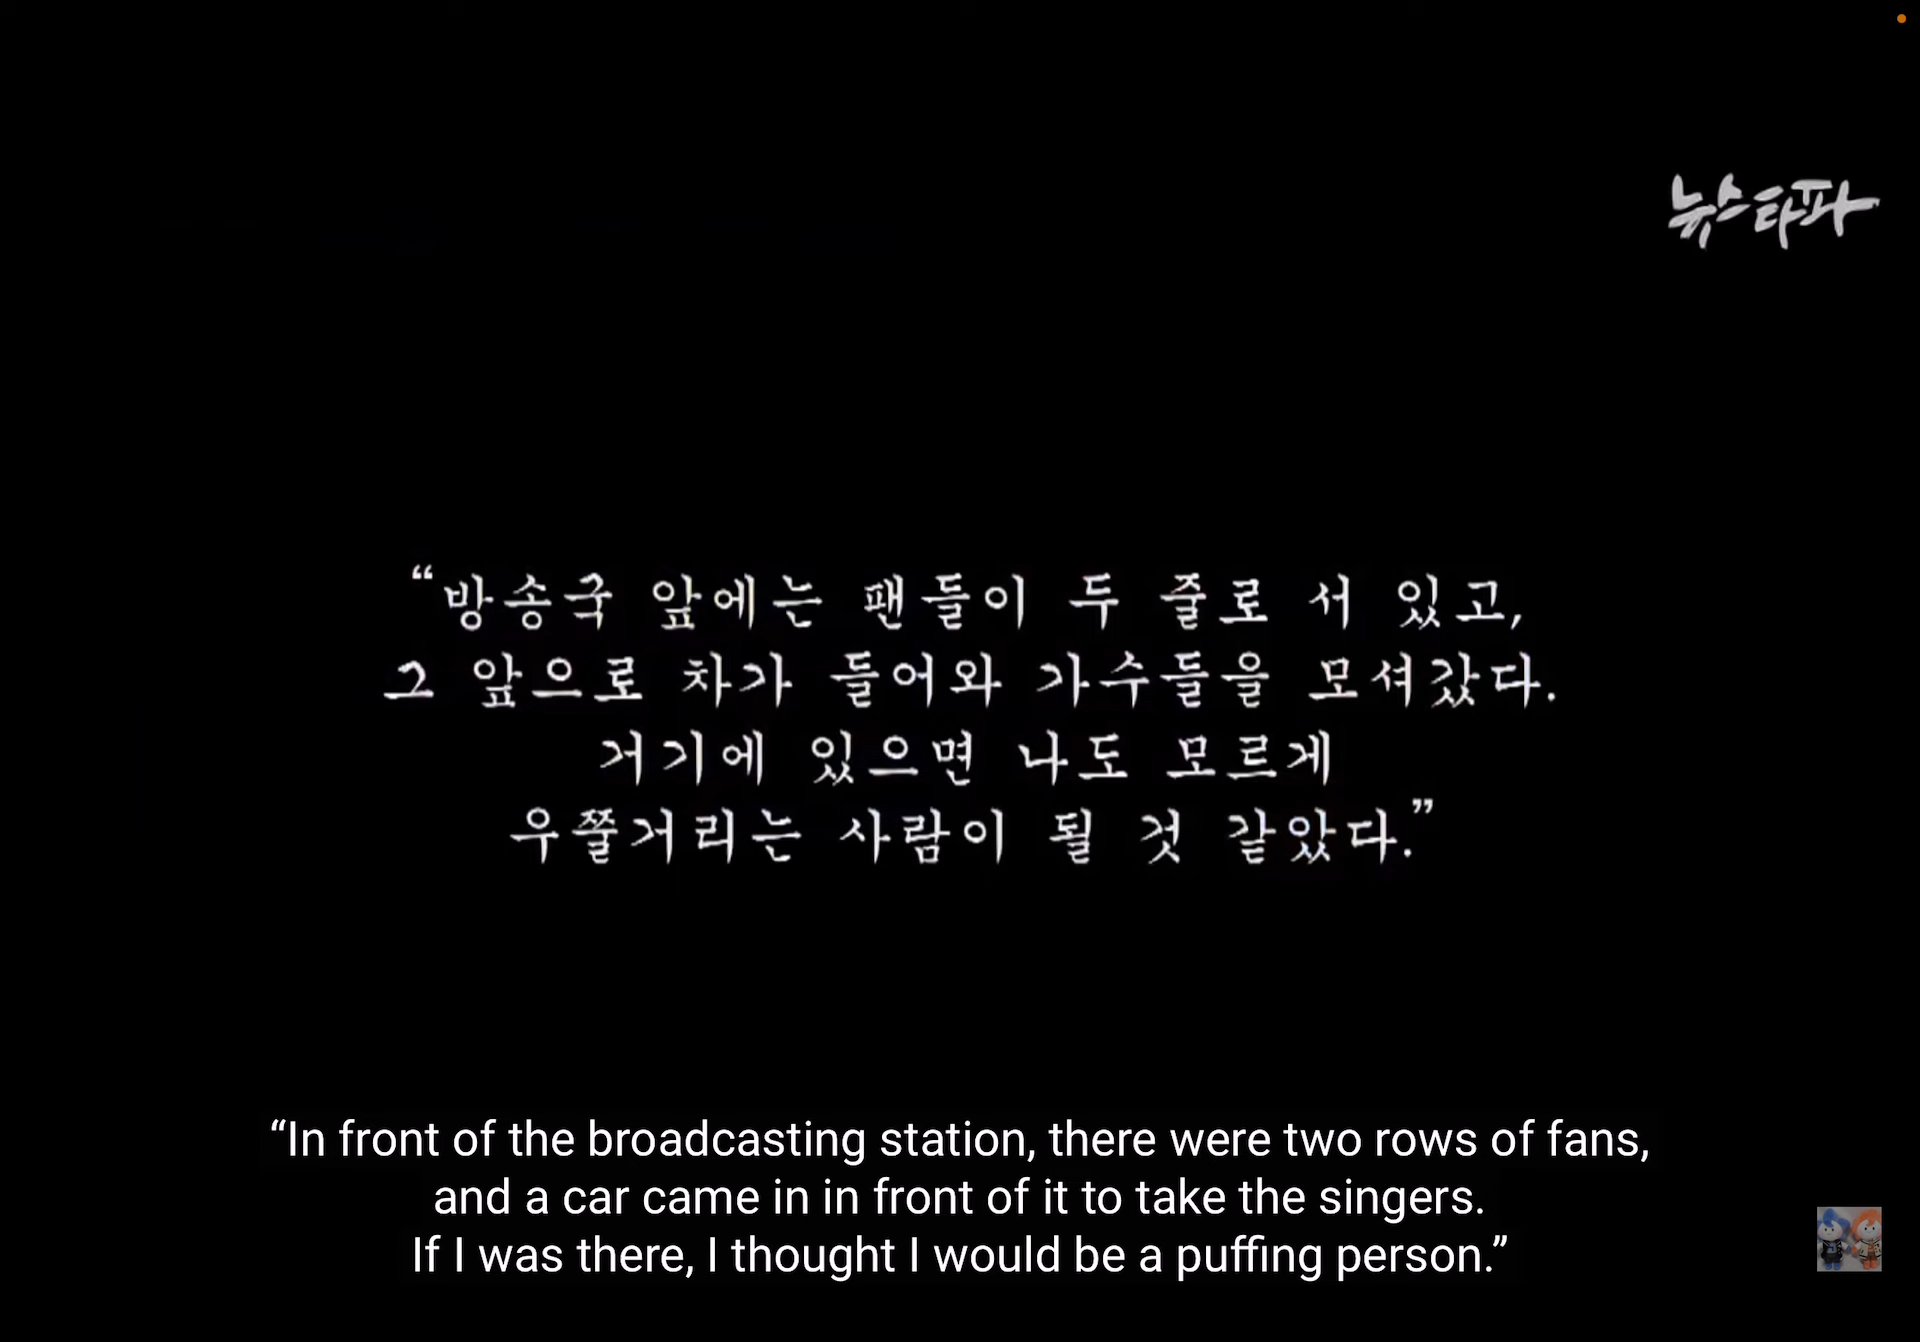 뉴스타파
“방송국 앞에는 팬들이 두 줄로 서 있고,
그 앞으로 차가 들어와 가수들을 모셔갔다.
거기에 있으면 나도 모르게
우쭐거리는 사람이 될 것 같았다.”
“In front of the broadcasting station, there were two rows of fans,
and a car came in in front of it to take the singers.
If I was there, I thought I would be a puffing person.”